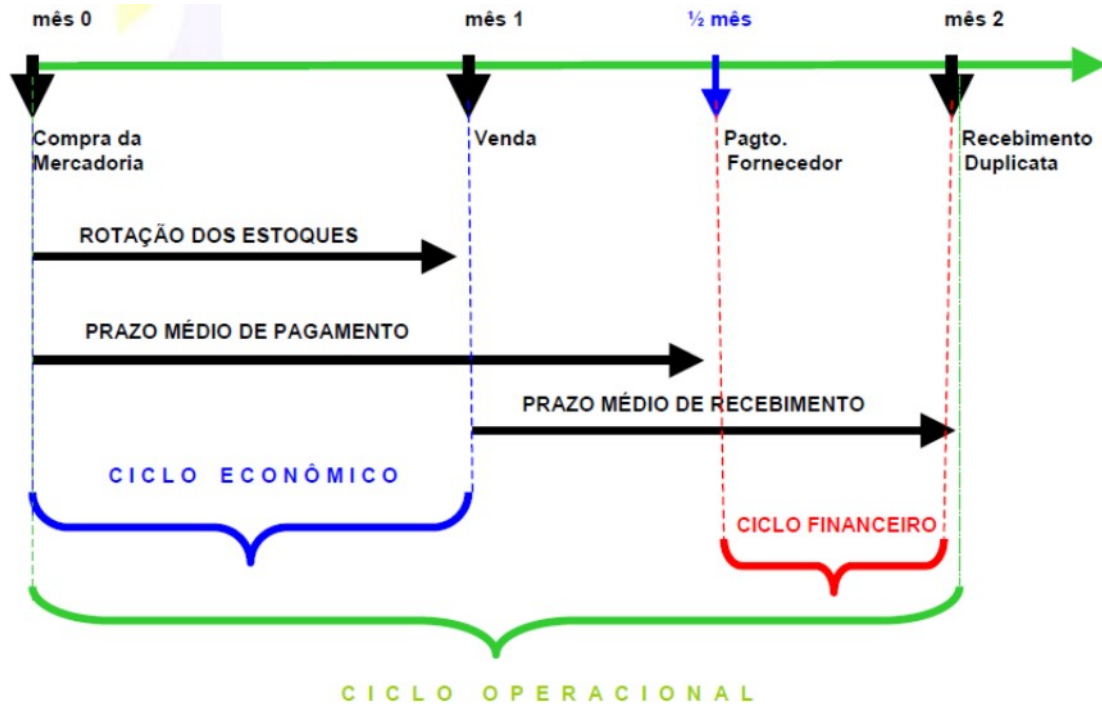 mês 0
mês 1
½ mês
mês 2
Compra da
Mercadoria
Venda
Pagto.
Fornecedor
Recebimento
Duplicata
ROTAÇÃO DOS ESTOQUES
PRAZO MÉDIO DE PAGAMENTO
PRAZO MÉDIO DE RECEBIMENTO
CICLO ECONÔMICO
CICLO FINANCEIRO
CICLO OPERACIONAL